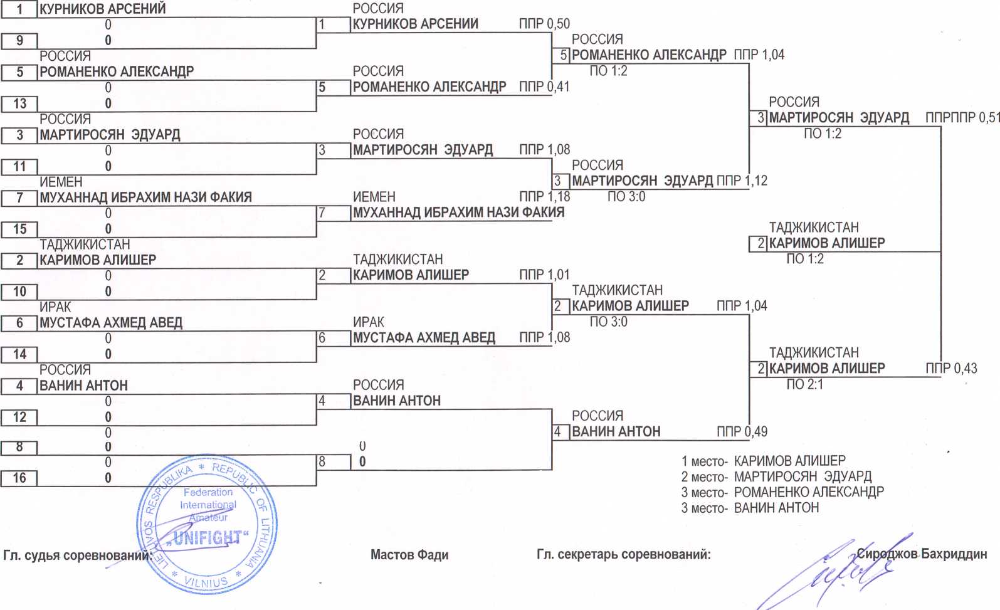 1 КУРНИКОВ АРСЕНИЙ
0
9 0
РОССИЯ
5 РОМАНЕНКО АЛЕКСАНДР
0
13 0
РОССИЯ
3 МАРТИРОСЯН ЭДУАРД
0
11 0
ИЕМЕН
7 МУХАННАД ИБРАХИМ НАЗИ ФАКИЯ
0
15 0
ТАДЖИКИСТАН
2 КАРИМОВ АЛИШЕР
0
10 0
ИРАК
6 МУСТАФА АХМЕД АВЕД
0
14 0
РОССИЯ
4 ВАНИН АНТОН
0
12 0
0
8 0
0
16 0
РОССИЯ
1 КУРНИКОВ АРСЕНИЙ ППР 0,50
РОССИЯ
5 РОМАНЕНКО АЛЕКСАНДР ППР 0,41
РОССИЯ
3 МАРТИРОСЯН ЭДУАРД ППР 1,08
ИЕМЕН ППР 1,18
7 МУХАННАД ИБРАХИМ НАЗИ ФАКИЯ
ТАДЖИКИСТАН
2 КАРИМОВ АЛИШЕР ППР 1,01
ИРАК
6 МУСТАФА АХМЕД АВЕД ППР 1,08
РОССИЯ
4 ВАНИН АНТОН
0
8 0
РОССИЯ
5 РОМАНЕНКО АЛЕКСАНДР ППР 1,04
ПО 1:2
РОССИЯ
3 МАРТИРОСЯН ЭДУАРД ППР 1,12
ПО 3:0
ТАДЖИКИСТАН
2 КАРИМОВ АЛИШЕР ППР 1,04
ПО 3:0
РОССИЯ
4 ВАНИН АНТОН ППР 0,49
РОССИЯ
3 МАРТИРОСЯН ЭДУАРД ППРППР 0,51
ПО 1:2
ТАДЖИКИСТАН
2 КАРИМОВ АЛИШЕР
ПО 1:2
ТАДЖИКИСТАН
2 КАРИМОВ АЛИШЕР ППР 0,43
ПО 2:1
1 место- КАРИМОВ АЛИШЕР
2 место- МАРТИРОСЯН ЭДУАРД
3 место- РОМАНЕНКО АЛЕКСАНДР
3 место- ВАНИН АНТОН
LIETUVOS RESPUBLIKA * REPUBLIC OF LITHUANIA * VILNIUS *
Federation
International
Amateur
„UNIFIGHT“
Гл. судья соревнований: Мастов Фади Гл. секретарь соревнований: Сироджов Бахриддин